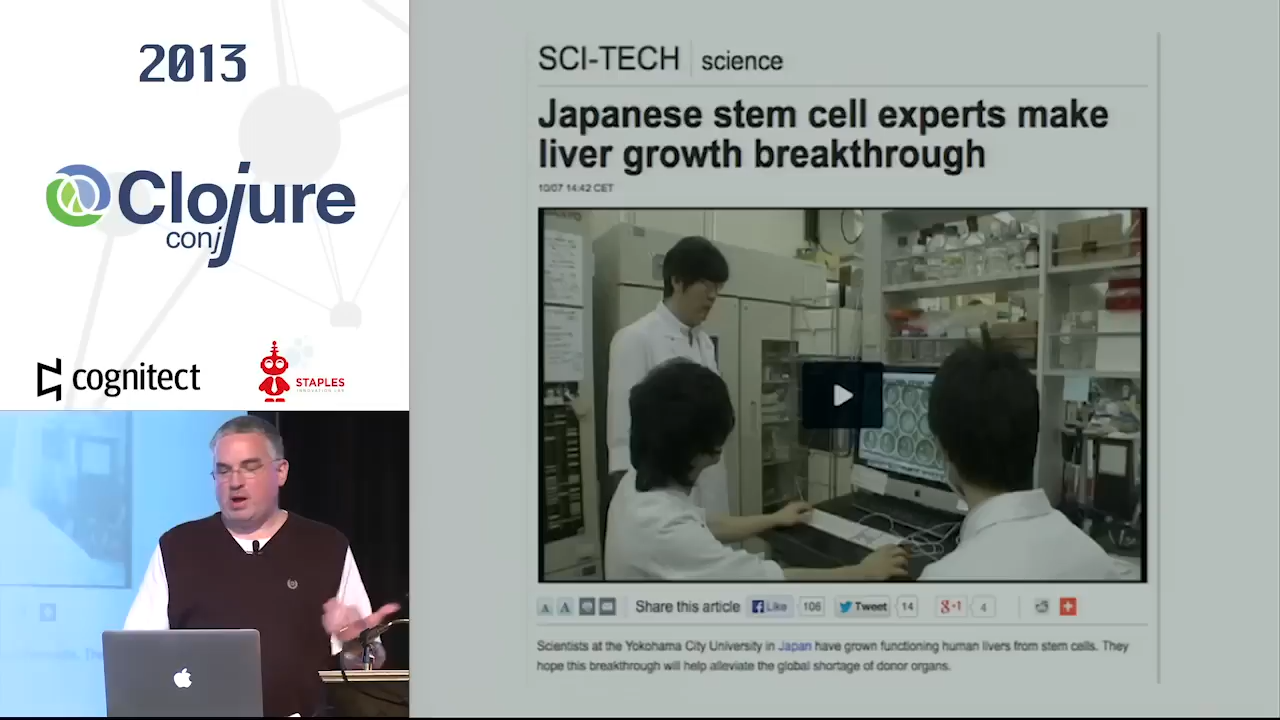 2013
Clojure
conj
cognitect
STAPLES
INNOVATION LAB
SCI-TECH science
Japanese stem cell experts make
liver growth breakthrough
10/07 14:42 CET
A A Share this article Like 106 Tweet 14 g+1 4
Scientists at the Yokohama City University in Japan have grown functioning human livers from stem cells. They
hope this breakthrough will help alleviate the global shortage of donor organs.